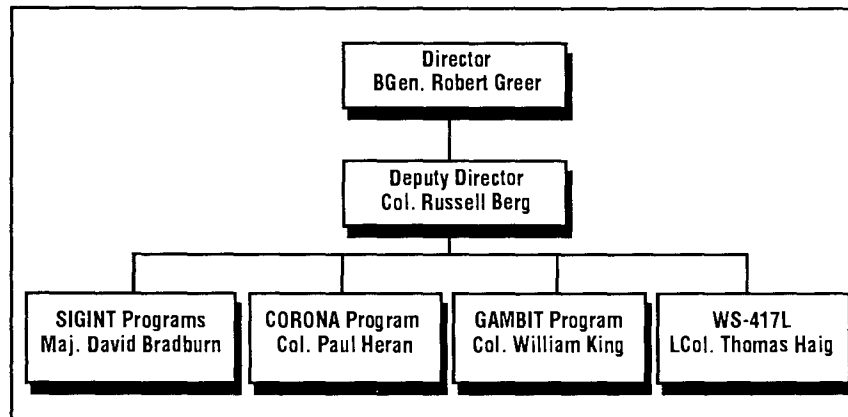 Director
BGen. Robert Greer
Deputy Director
Col. Russell Berg
SIGINT Programs
Maj. David Bradburn
CORONA Program
Col. Paul Heran
GAMBIT Program
Col. William King
WS-417L
LCol. Thomas Haig